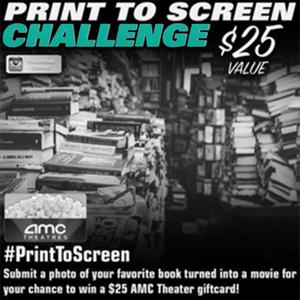 PRINT TO SCREEN
CHALLENGE $25
VALUE
amc
THEATRES
#PrintToScreen
Submit a photo of your favorite book turned into a movie for
your chance to win a $25 AMC Theater giftcard!